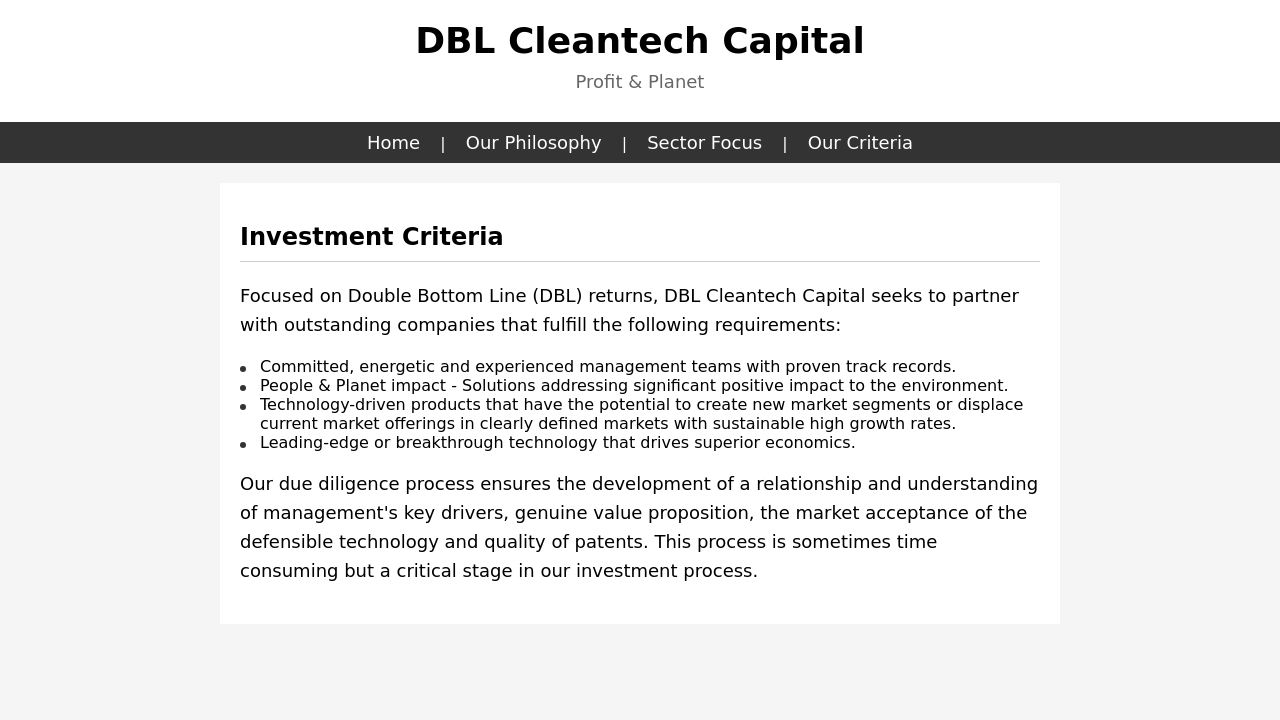 DBL Cleantech Capital
Profit & Planet
Home | Our Philosophy | Sector Focus | Our Criteria
Investment Criteria
Focused on Double Bottom Line (DBL) returns, DBL Cleantech Capital seeks to partner
with outstanding companies that fulfill the following requirements:
• Committed, energetic and experienced management teams with proven track records.
• People & Planet impact - Solutions addressing significant positive impact to the environment.
• Technology-driven products that have the potential to create new market segments or displace
current market offerings in clearly defined markets with sustainable high growth rates.
• Leading-edge or breakthrough technology that drives superior economics.
Our due diligence process ensures the development of a relationship and understanding
of management's key drivers, genuine value proposition, the market acceptance of the
defensible technology and quality of patents. This process is sometimes time
consuming but a critical stage in our investment process.